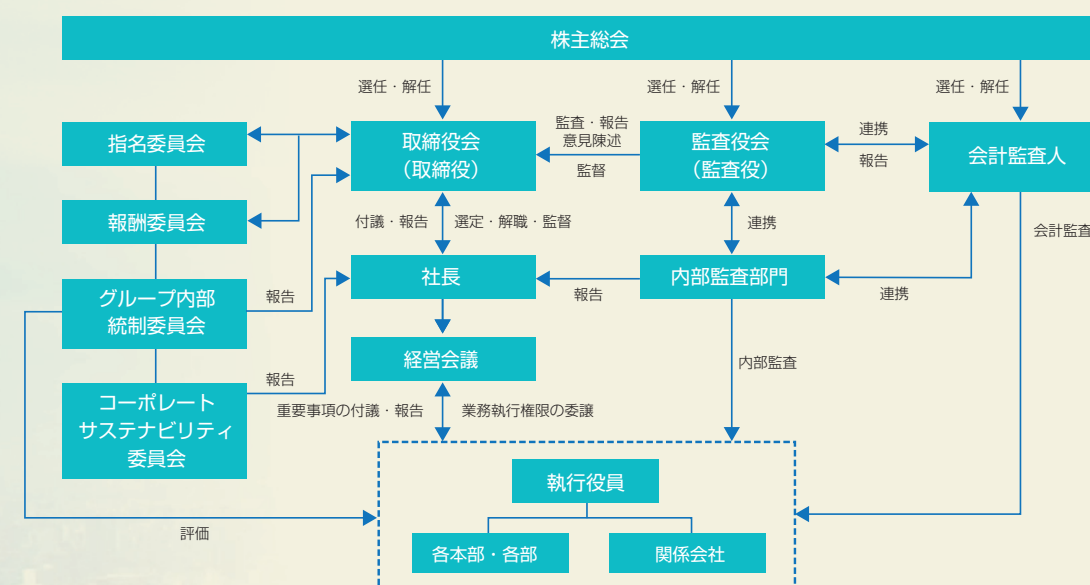 株主総会
選任・解任
選任・解任
選任・解任
指名委員会
取締役会
（取締役）
監査・報告
意見陳述
監督
監査役会
（監査役）
連携
報告
会計監査人
報酬委員会
付議・報告
選定・解職・監督
連携
会計監査
グループ内部
統制委員会
報告
社長
報告
内部監査部門
連携
経営会議
内部監査
コーポレート
サステナビリティ
委員会
報告
重要事項の付議・報告
業務執行権限の委譲
執行役員
評価
各本部・各部
関係会社